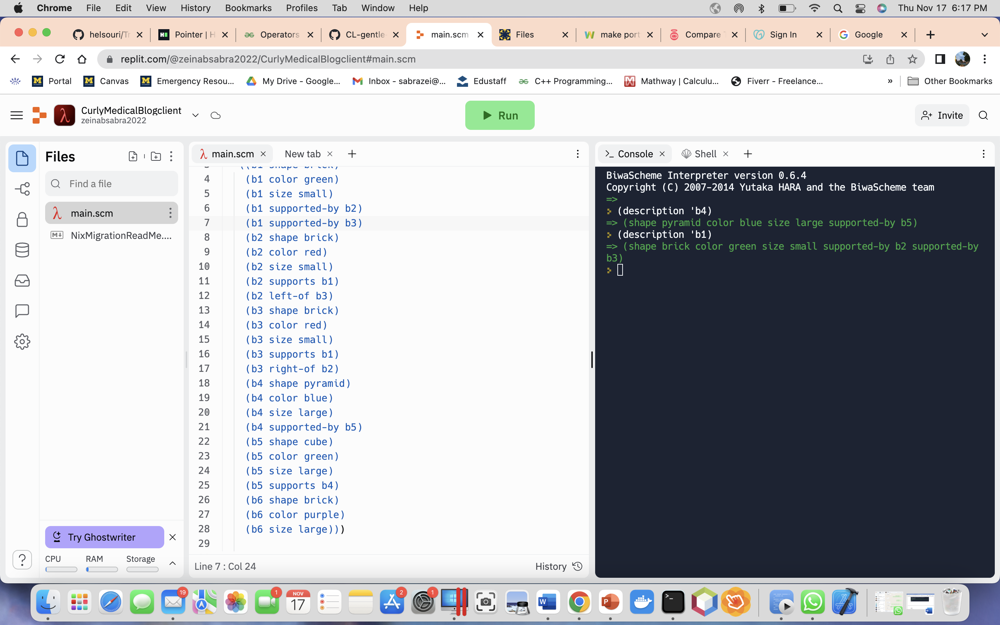 Chrome File Edit View History Bookmarks Profiles Tab Window Help Thu Nov 17 6:17 PM
helsouri/Tr Pointer | H Operators CL-gentle- main.scm Files make port Compare Sign In Google
replit.com/@zeinabsabra2022/CurlyMedicalBlogclient#main.scm
Portal Canvas Emergency Resou... My Drive - Google... Inbox - sabrazei@... Edustaff C++ Programming... Mathway | Calculu... Fiverr - Freelance... » Other Bookmarks
CurlyMedicalBlogclient
zeinabsabra2022
Run
Invite
Files
Find a file
main.scm
NixMigrationReadMe....
Try Ghostwriter
CPU RAM Storage
main.scm New tab
3 ((b1 shape brick)
4 (b1 color green)
5 (b1 size small)
6 (b1 supported-by b2)
7 (b1 supported-by b3)
8 (b2 shape brick)
9 (b2 color red)
10 (b2 size small)
11 (b2 supports b1)
12 (b2 left-of b3)
13 (b3 shape brick)
14 (b3 color red)
15 (b3 size small)
16 (b3 supports b1)
17 (b3 right-of b2)
18 (b4 shape pyramid)
19 (b4 color blue)
20 (b4 size large)
21 (b4 supported-by b5)
22 (b5 shape cube)
23 (b5 color green)
24 (b5 size large)
25 (b5 supports b4)
26 (b6 shape brick)
27 (b6 color purple)
28 (b6 size large)))
29
Line 7 : Col 24 History
>_ Console Shell
BiwaScheme Interpreter version 0.6.4
Copyright (C) 2007-2014 Yutaka HARA and the BiwaScheme team
=>
(description 'b4)
=> (shape pyramid color blue size large supported-by b5)
(description 'b1)
=> (shape brick color green size small supported-by b2 supported-by
b3)
19 1 NOV 17 2 1